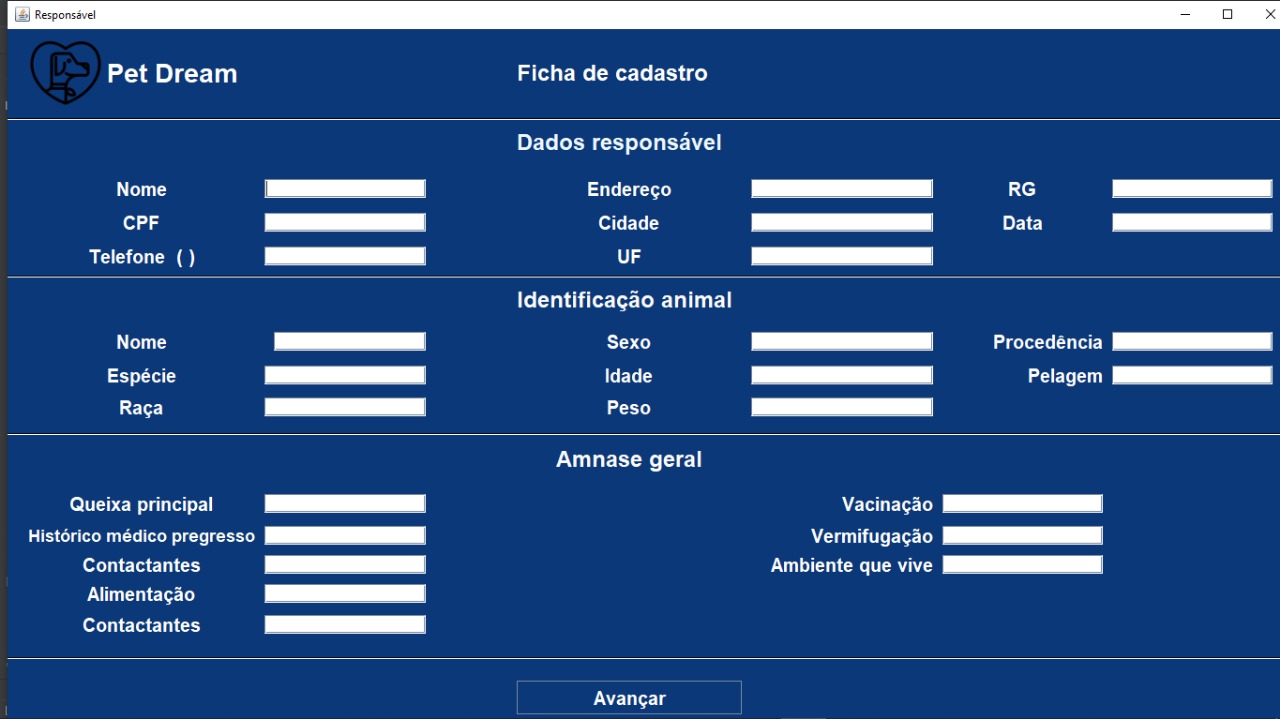 Responsável
Pet Dream
Ficha de cadastro
Dados responsável
Nome Endereço RG
CPF Cidade Data
Telefone ( ) UF
Identificação animal
Nome Sexo Procedência
Espécie Idade Pelagem
Raça Peso
Amnase geral
Queixa principal Vacinação
Histórico médico pregresso Vermifugação
Contactantes Ambiente que vive
Alimentação
Contactantes
Avançar